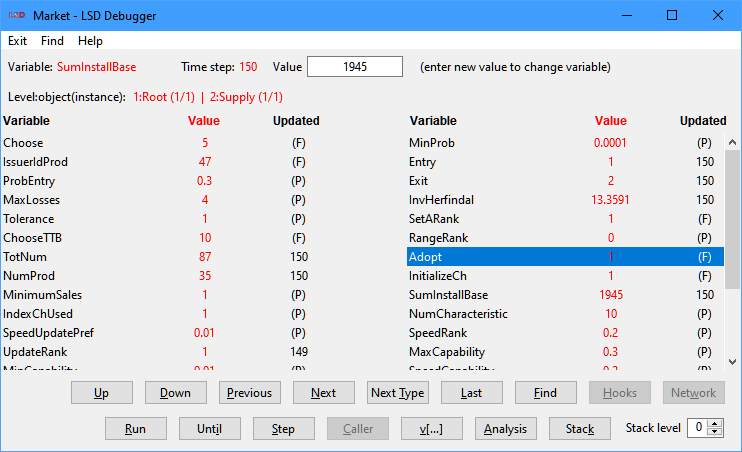 LSD Market - LSD Debugger
Exit Find Help
Variable: SumInstallBase Time step: 150 Value 1945 (enter new value to change variable)
Level:object(instance): 1:Root (1/1) | 2:Supply (1/1)
Variable Value Updated Variable Value Updated
Choose 5 (F) MinProb 0.0001 (P)
IssuerIdProd 47 (F) Entry 1 150
ProbEntry 0.3 (P) Exit 2 150
MaxLosses 4 (P) InvHerfindal 13.3591 150
Tolerance 1 (P) SetARank 1 (F)
ChooseTTB 10 (F) RangeRank 0 (P)
TotNum 87 150 Adopt 1 (F)
NumProd 35 150 InitializeCh 1 (F)
MinimumSales 1 (P) SumInstallBase 1945 150
IndexChUsed 1 (P) NumCharacteristic 10 (P)
SpeedUpdatePref 0.01 (P) SpeedRank 0.2 (P)
UpdateRank 1 149 MaxCapability 0.3 (P)
MinCapability 0.01 (P) SpeedCapability 0.2 (P)
Up Down Previous Next Next Type Last Find Hooks Network
Run Until Step Caller v[...] Analysis Stack Stack level 0